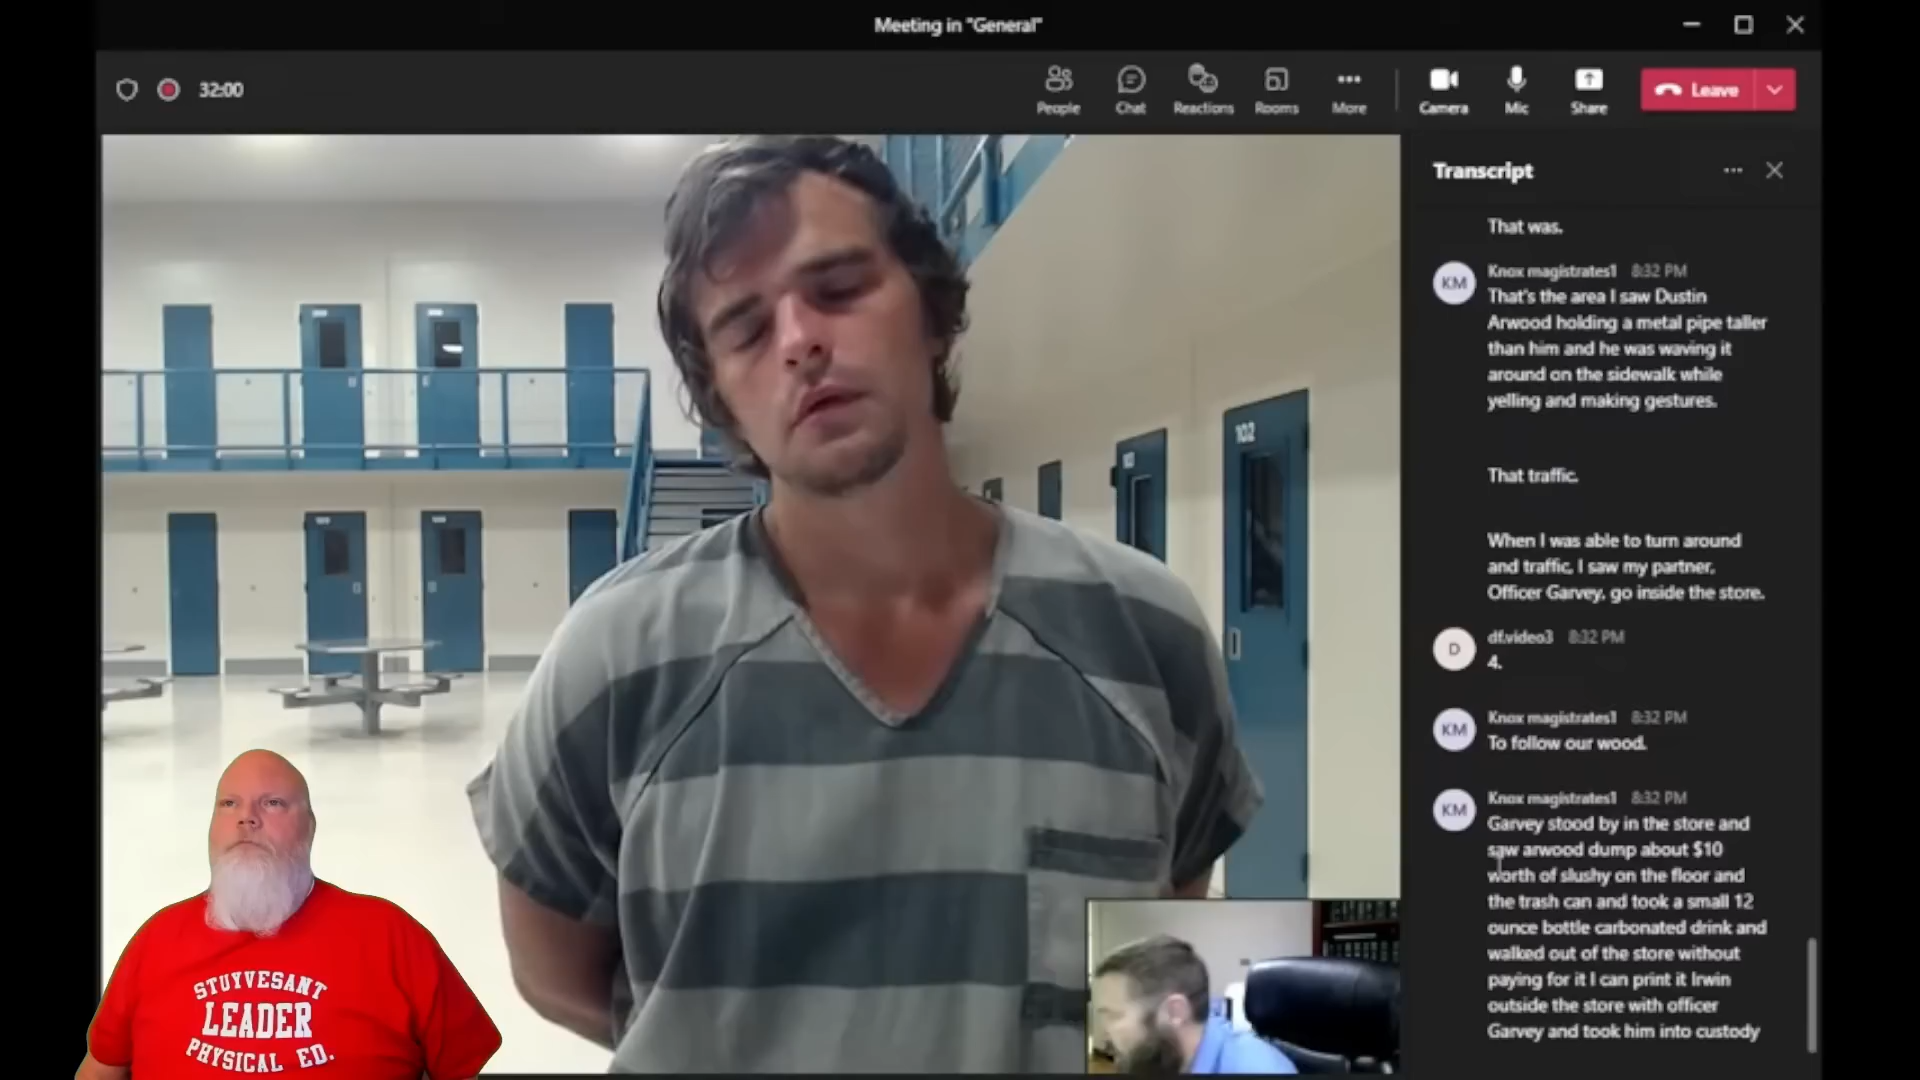 Meeting in "General"
32:00
People
Chat
Reactions
Rooms
More
Camera
Mic
Share
Leave
Transcript
That was.
KM
Knox magistrates1 8:32 PM
That's the area I saw Dustin
Arwood holding a metal pipe taller
than him and he was waving it
around on the sidewalk while
yelling and making gestures.
That traffic.
When I was able to turn around
and traffic, I saw my partner,
Officer Garvey, go inside the store.
D
df.video3 8:32 PM
4.
KM
Knox magistrates1 8:32 PM
To follow our wood.
KM
Knox magistrates1 8:32 PM
Garvey stood by in the store and
saw arwood dump about $10
worth of slushy on the floor and
the trash can and took a small 12
ounce bottle carbonated drink and
walked out of the store without
paying for it I can print it Irwin
outside the store with officer
Garvey and took him into custody
102
STUYVESANT
LEADER
PHYSICAL ED.